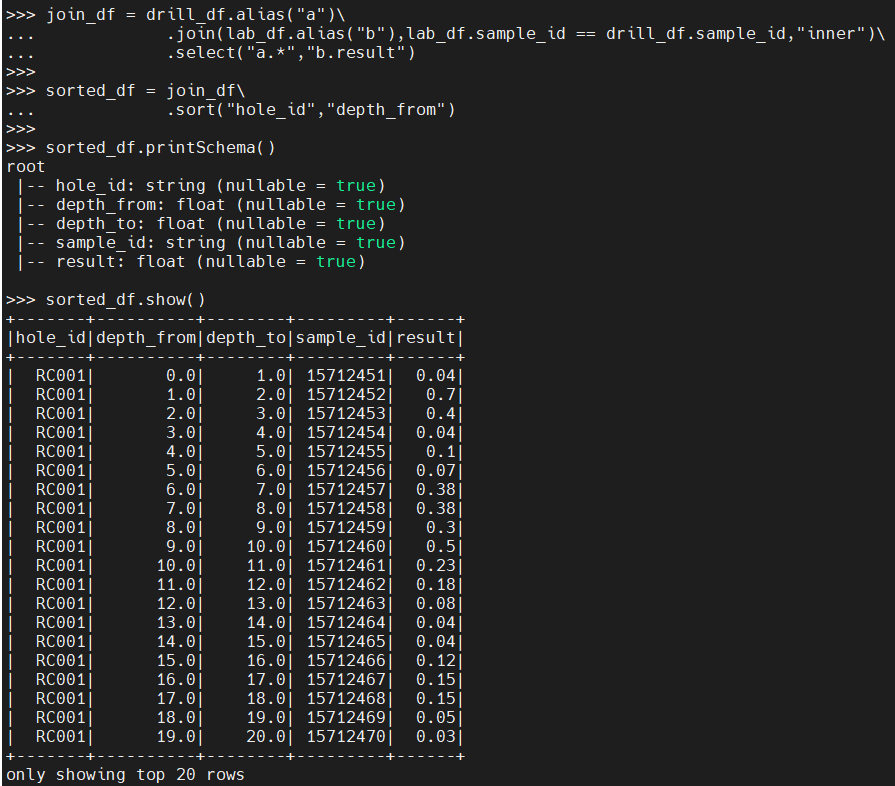 >>> join_df = drill_df.alias("a")\
...             .join(lab_df.alias("b"),lab_df.sample_id == drill_df.sample_id,"inner")\
...             .select("a.*","b.result")
>>>
>>> sorted_df = join_df\
...             .sort("hole_id","depth_from")
>>>
>>> sorted_df.printSchema()
root
 |-- hole_id: string (nullable = true)
 |-- depth_from: float (nullable = true)
 |-- depth_to: float (nullable = true)
 |-- sample_id: string (nullable = true)
 |-- result: float (nullable = true)

>>> sorted_df.show()
+-------+----------+--------+---------+------+
|hole_id|depth_from|depth_to|sample_id|result|
+-------+----------+--------+---------+------+
|  RC001|       0.0|     1.0| 15712451|  0.04|
|  RC001|       1.0|     2.0| 15712452|   0.7|
|  RC001|       2.0|     3.0| 15712453|   0.4|
|  RC001|       3.0|     4.0| 15712454|  0.04|
|  RC001|       4.0|     5.0| 15712455|   0.1|
|  RC001|       5.0|     6.0| 15712456|  0.07|
|  RC001|       6.0|     7.0| 15712457|  0.38|
|  RC001|       7.0|     8.0| 15712458|  0.38|
|  RC001|       8.0|     9.0| 15712459|   0.3|
|  RC001|       9.0|    10.0| 15712460|   0.5|
|  RC001|      10.0|    11.0| 15712461|  0.23|
|  RC001|      11.0|    12.0| 15712462|  0.18|
|  RC001|      12.0|    13.0| 15712463|  0.08|
|  RC001|      13.0|    14.0| 15712464|  0.04|
|  RC001|      14.0|    15.0| 15712465|  0.04|
|  RC001|      15.0|    16.0| 15712466|  0.12|
|  RC001|      16.0|    17.0| 15712467|  0.15|
|  RC001|      17.0|    18.0| 15712468|  0.15|
|  RC001|      18.0|    19.0| 15712469|  0.05|
|  RC001|      19.0|    20.0| 15712470|  0.03|
+-------+----------+--------+---------+------+
only showing top 20 rows